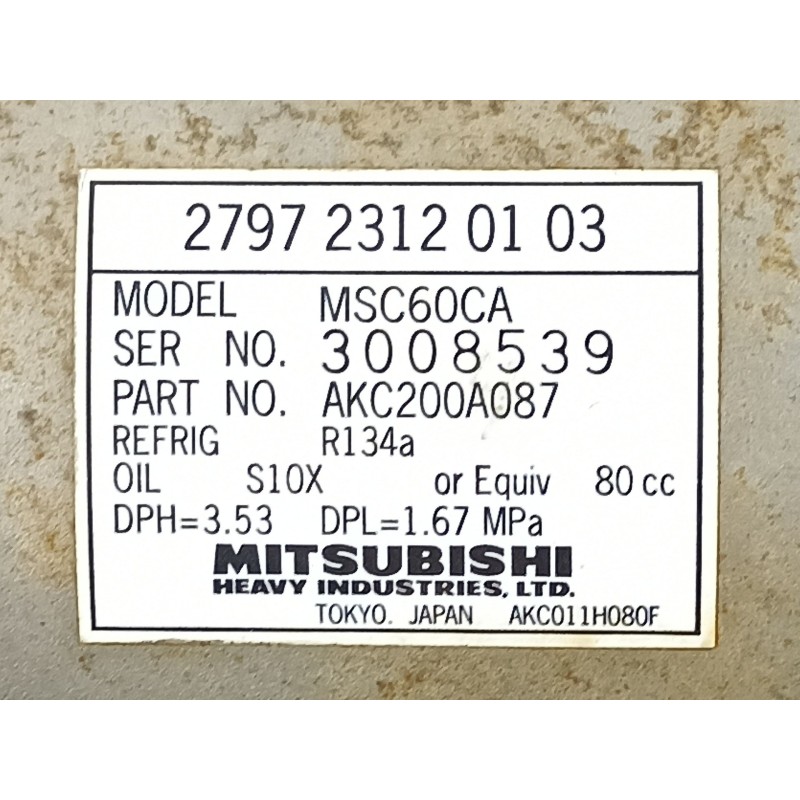 2797 2312 01 03
MODEL MSC60CA
SER NO. 3008539
PART NO. AKC200A087
REFRIG R134a
OIL S10X or Equiv 80 cc
DPH=3.53 DPL=1.67 MPa
MITSUBISHI
HEAVY INDUSTRIES, LTD.
TOKYO. JAPAN AKC011H080F